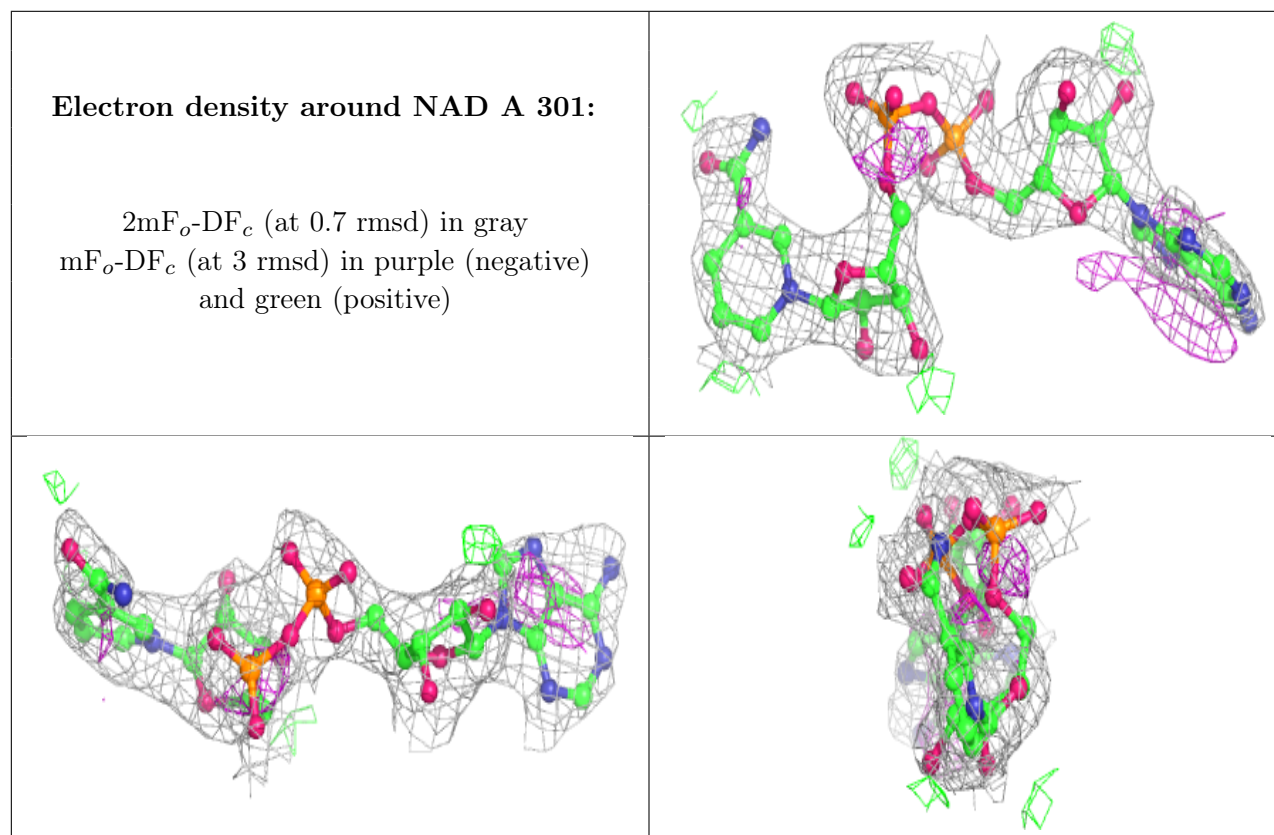 Electron density around NAD A 301:
2mFo-DFc (at 0.7 rmsd) in gray
mFo-DFc (at 3 rmsd) in purple (negative)
and green (positive)